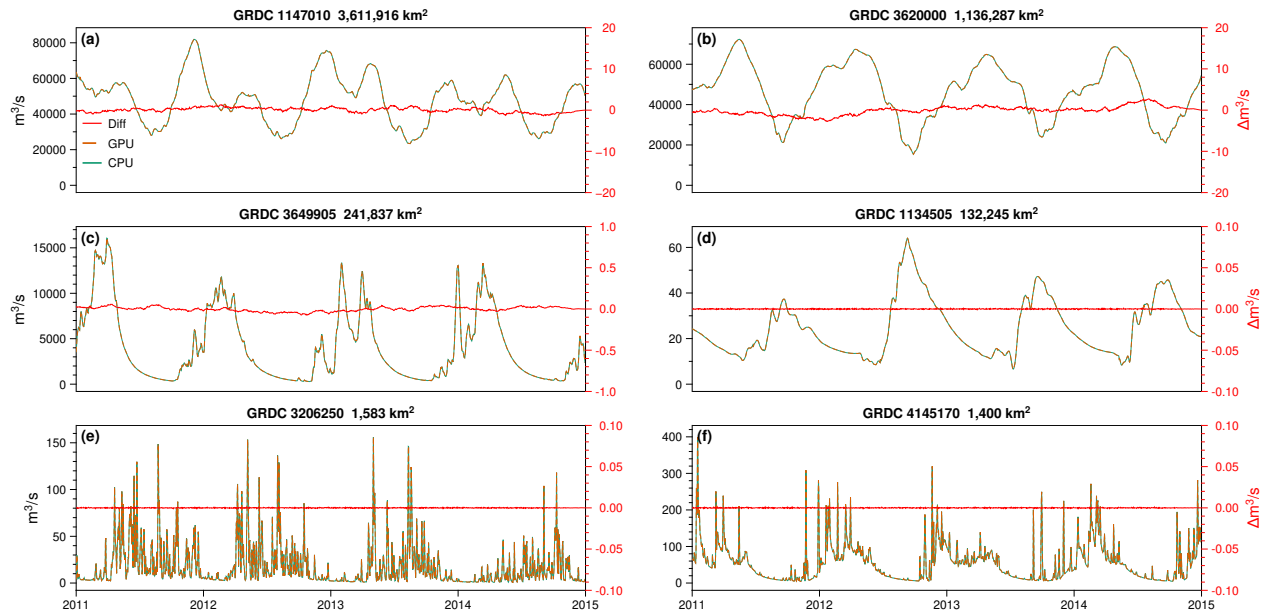 GRDC 1147010 3,611,916 km²
(a)
80000
60000
40000
20000
0
m³/s
Diff
GPU
CPU
20
10
0
−10
−20
GRDC 3620000 1,136,287 km²
(b)
60000
40000
20000
0
20
10
0
−10
−20
Δm³/s
GRDC 3649905 241,837 km²
(c)
15000
10000
5000
0
m³/s
1.0
0.5
0.0
−0.5
−1.0
GRDC 1134505 132,245 km²
(d)
60
40
20
0
0.10
0.05
0.00
−0.05
−0.10
Δm³/s
GRDC 3206250 1,583 km²
(e)
150
100
50
0
m³/s
0.10
0.05
0.00
−0.05
−0.10
2011 2012 2013 2014 2015
GRDC 4145170 1,400 km²
(f)
400
300
200
100
0
0.10
0.05
0.00
−0.05
−0.10
Δm³/s
2011 2012 2013 2014 2015